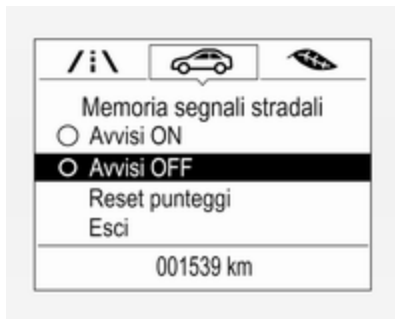 Memoria segnali stradali
Avvisi ON
Avvisi OFF
Reset punteggi
Esci
001539 km